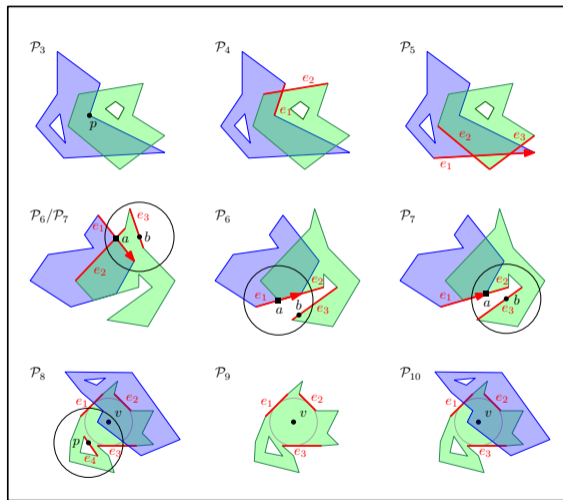 𝒫₃ 𝒫₄ 𝒫₅
p
e₂
e₁
e₂ e₃
e₁
𝒫₆/𝒫₇ 𝒫₆ 𝒫₇
e₁ e₃
a b
e₂
e₁ e₂
a b e₃
e₁ e₂
a b
e₃
𝒫₈ 𝒫₉ 𝒫₁₀
e₁ e₂
v
p e₃
e₄
e₁ e₂
v
e₃
e₁ e₂
v
e₃